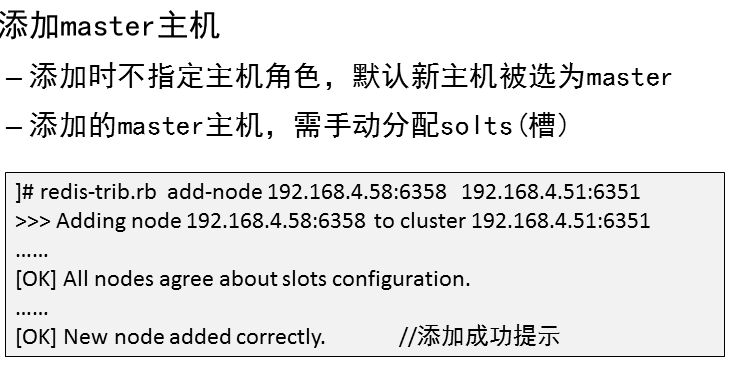 添加master主机
– 添加时不指定主机角色，默认新主机被选为master
– 添加的master主机，需手动分配solts(槽)
]# redis-trib.rb add-node 192.168.4.58:6358 192.168.4.51:6351
>>> Adding node 192.168.4.58:6358 to cluster 192.168.4.51:6351
……
[OK] All nodes agree about slots configuration.
……
[OK] New node added correctly. //添加成功提示